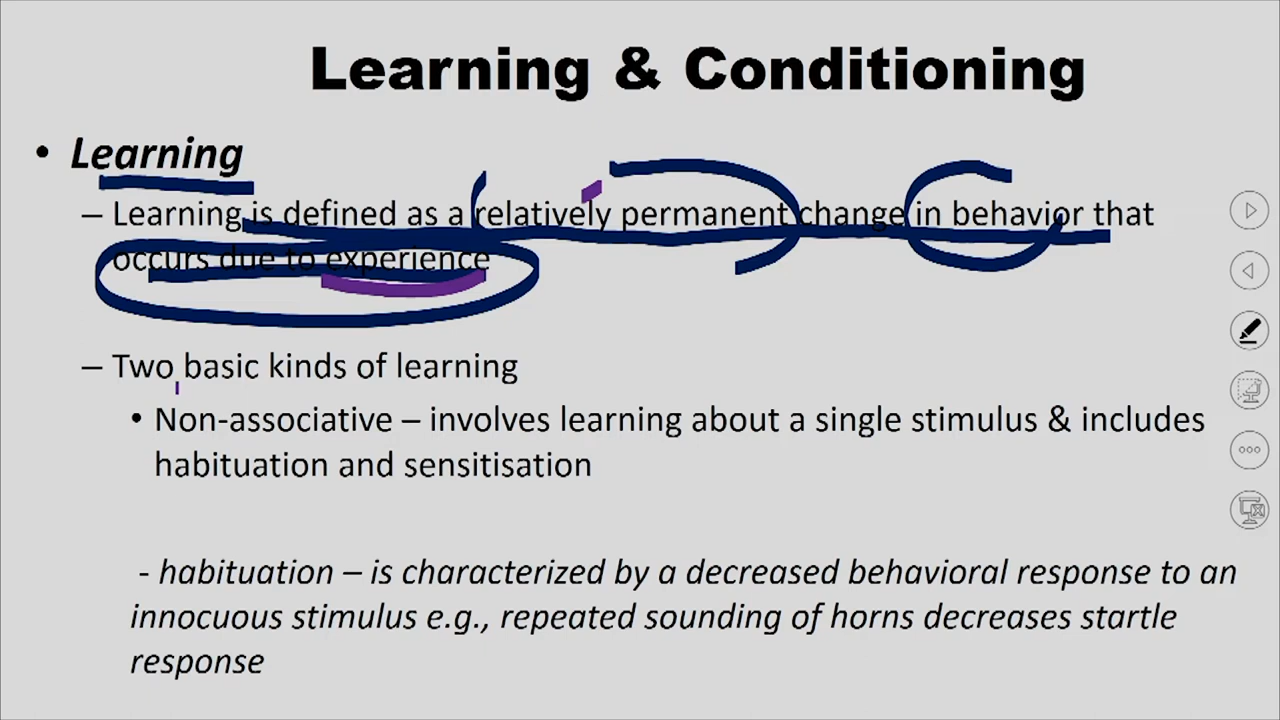 Learning & Conditioning
• Learning
– Learning is defined as a relatively permanent change in behavior that
occurs due to experience
– Two basic kinds of learning
• Non-associative – involves learning about a single stimulus & includes
habituation and sensitisation
- habituation – is characterized by a decreased behavioral response to an
innocuous stimulus e.g., repeated sounding of horns decreases startle
response